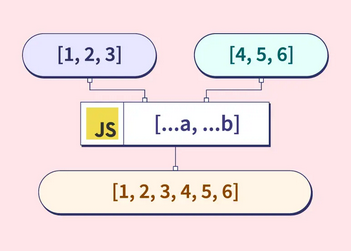 [1, 2, 3]
[4, 5, 6]
JS
[...a, ...b]
[1, 2, 3, 4, 5, 6]